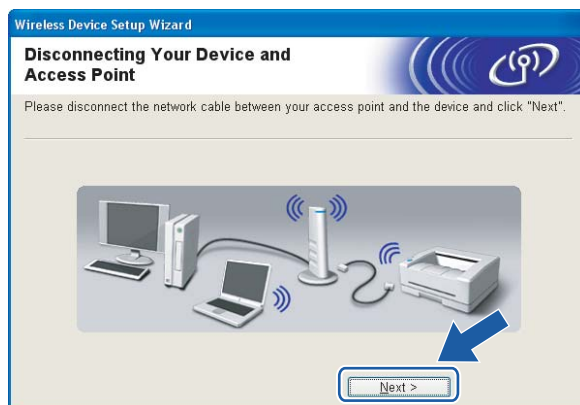 Wireless Device Setup Wizard
Disconnecting Your Device and
Access Point
Please disconnect the network cable between your access point and the device and click "Next".
Next >